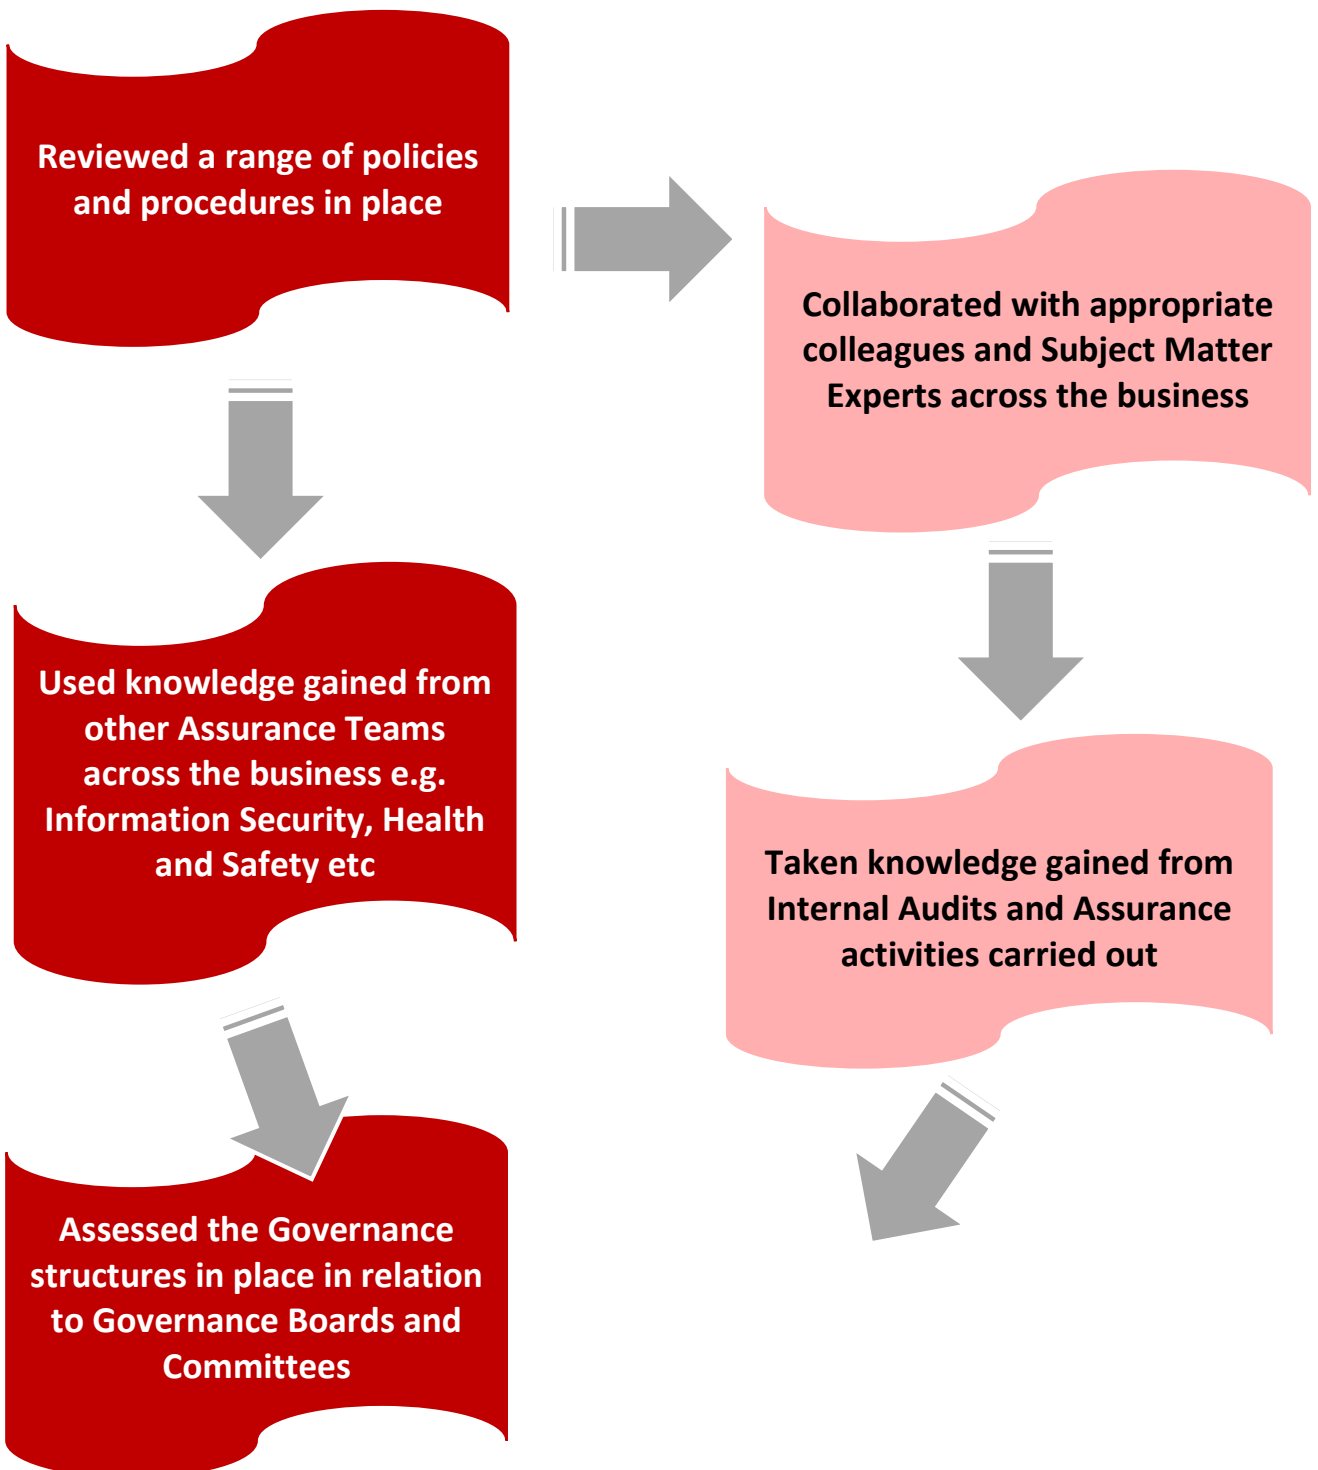 Reviewed a range of policies
and procedures in place
Collaborated with appropriate
colleagues and Subject Matter
Experts across the business
Used knowledge gained from
other Assurance Teams
across the business e.g.
Information Security, Health
and Safety etc
Taken knowledge gained from
Internal Audits and Assurance
activities carried out
Assessed the Governance
structures in place in relation
to Governance Boards and
Committees